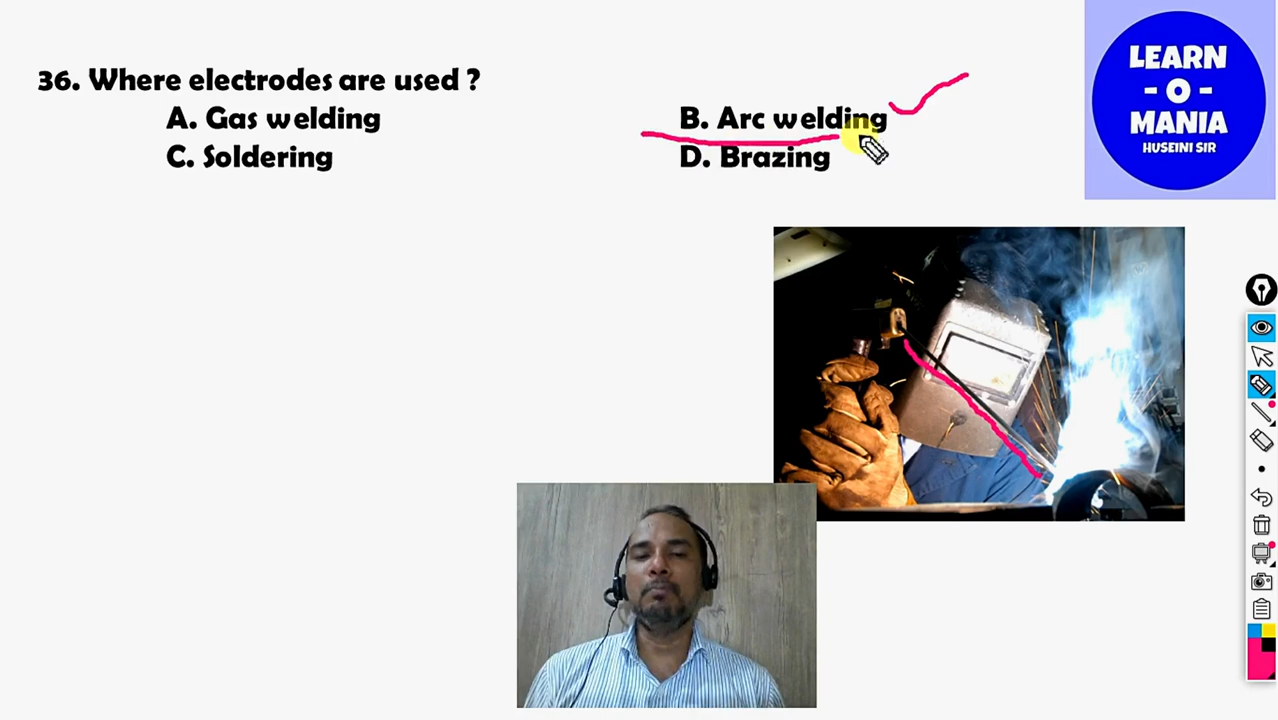 36. Where electrodes are used ?
A. Gas welding
B. Arc welding
C. Soldering
D. Brazing
LEARN
- O -
MANIA
HUSEINI SIR